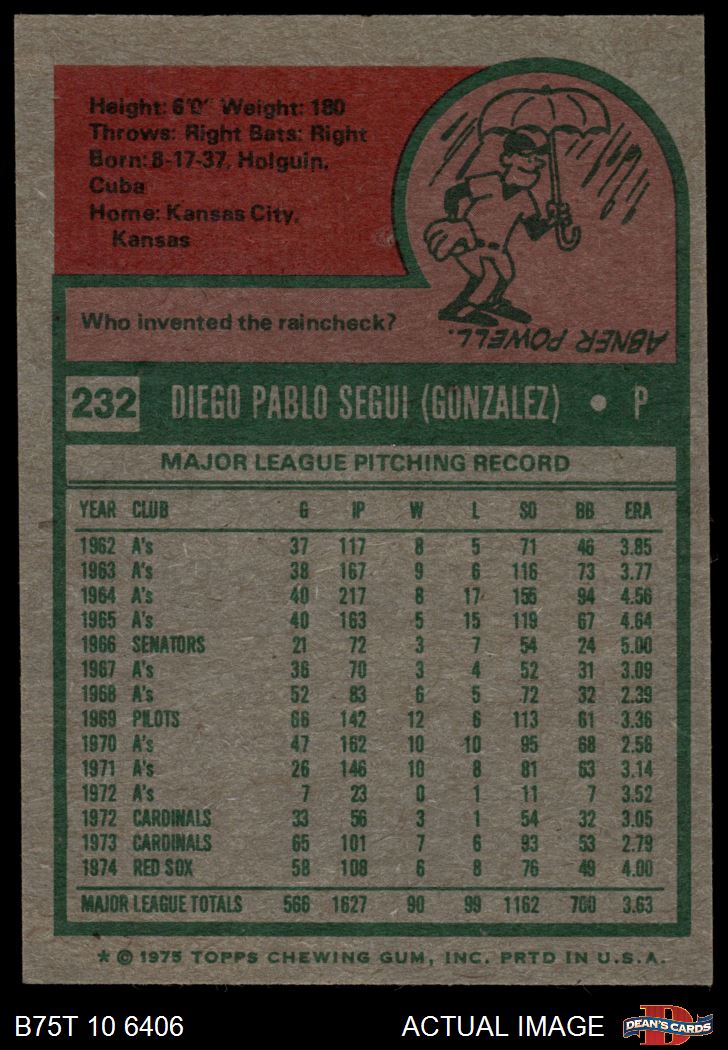 Height: 6'0" Weight: 180
Throws: Right Bats: Right
Born: 8-17-37, Holguin,
Cuba
Home: Kansas City,
Kansas
Who invented the raincheck?
ABNER POWELL.
232 DIEGO PABLO SEGUI (GONZALEZ) • P
MAJOR LEAGUE PITCHING RECORD
YEAR CLUB G IP W L SO BB ERA
1962 A's 37 117 8 5 71 46 3.85
1963 A's 38 167 9 6 116 73 3.77
1964 A's 40 217 8 17 155 94 4.56
1965 A's 40 163 5 15 119 67 4.64
1966 SENATORS 21 72 3 7 54 24 5.00
1967 A's 36 70 3 4 52 31 3.09
1968 A's 52 83 6 5 72 32 2.39
1969 PILOTS 66 142 12 6 113 61 3.36
1970 A's 47 162 10 10 95 68 2.56
1971 A's 26 146 10 8 81 63 3.14
1972 A's 7 23 0 1 11 7 3.52
1972 CARDINALS 33 56 3 1 54 32 3.05
1973 CARDINALS 65 101 7 6 93 53 2.79
1974 RED SOX 58 108 6 8 76 49 4.00
MAJOR LEAGUE TOTALS 566 1627 90 99 1162 700 3.63
* © 1975 TOPPS CHEWING GUM, INC. PRTD IN U.S.A.
B75T 10 6406 ACTUAL IMAGE DEAN'S CARDS